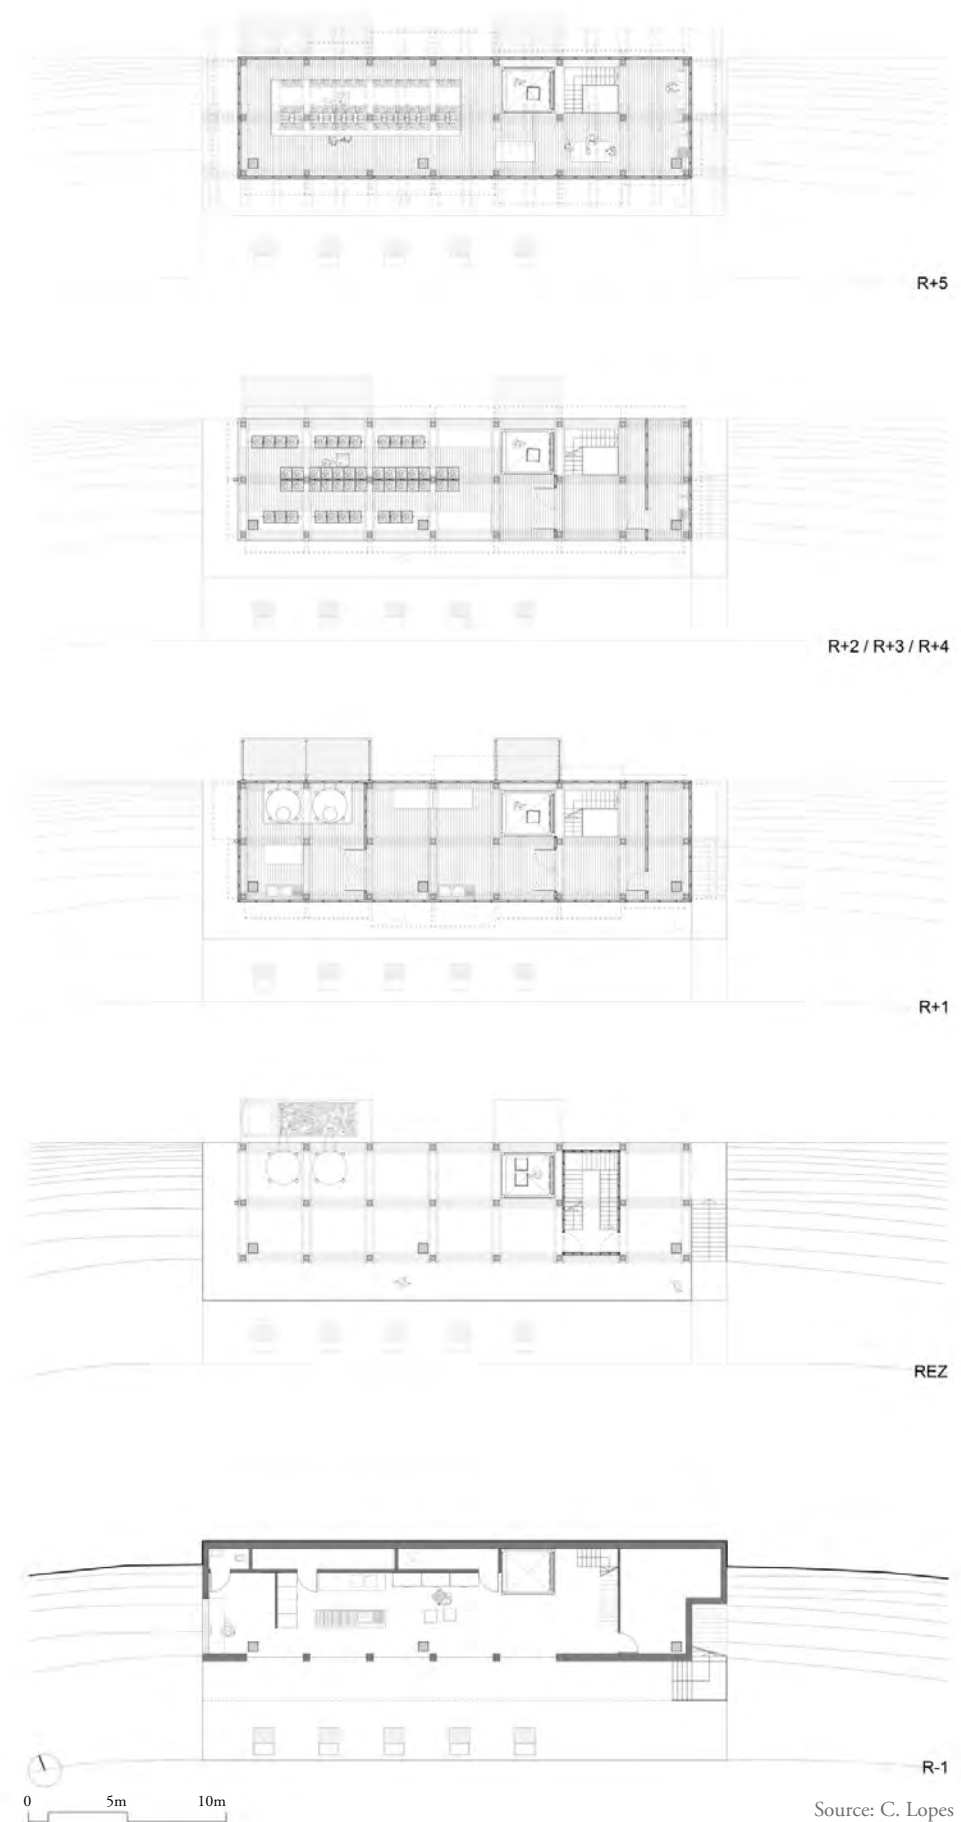 R+5
R+2 / R+3 / R+4
R+1
REZ
R-1
0 5m 10m
Source: C. Lopes